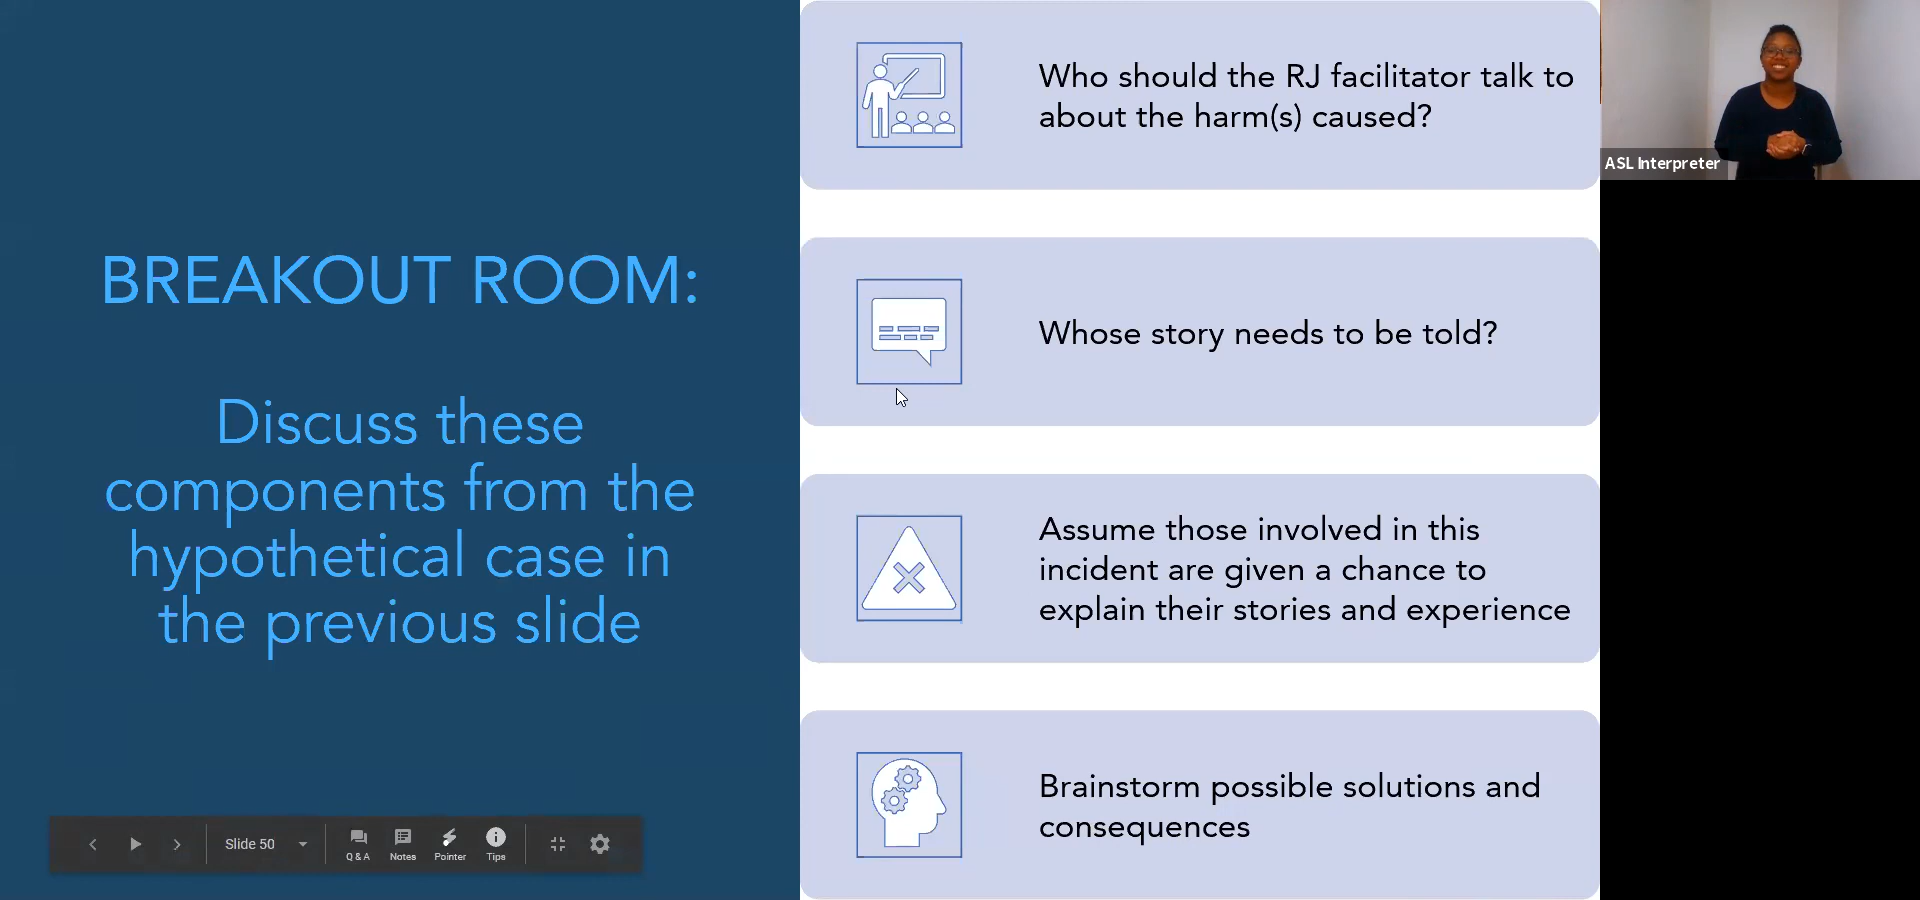 BREAKOUT ROOM:
Discuss these
components from the
hypothetical case in
the previous slide
Who should the RJ facilitator talk to
about the harm(s) caused?
Whose story needs to be told?
Assume those involved in this
incident are given a chance to
explain their stories and experience
Brainstorm possible solutions and
consequences
ASL Interpreter
Slide 50
Q & A
Notes
Pointer
Tips